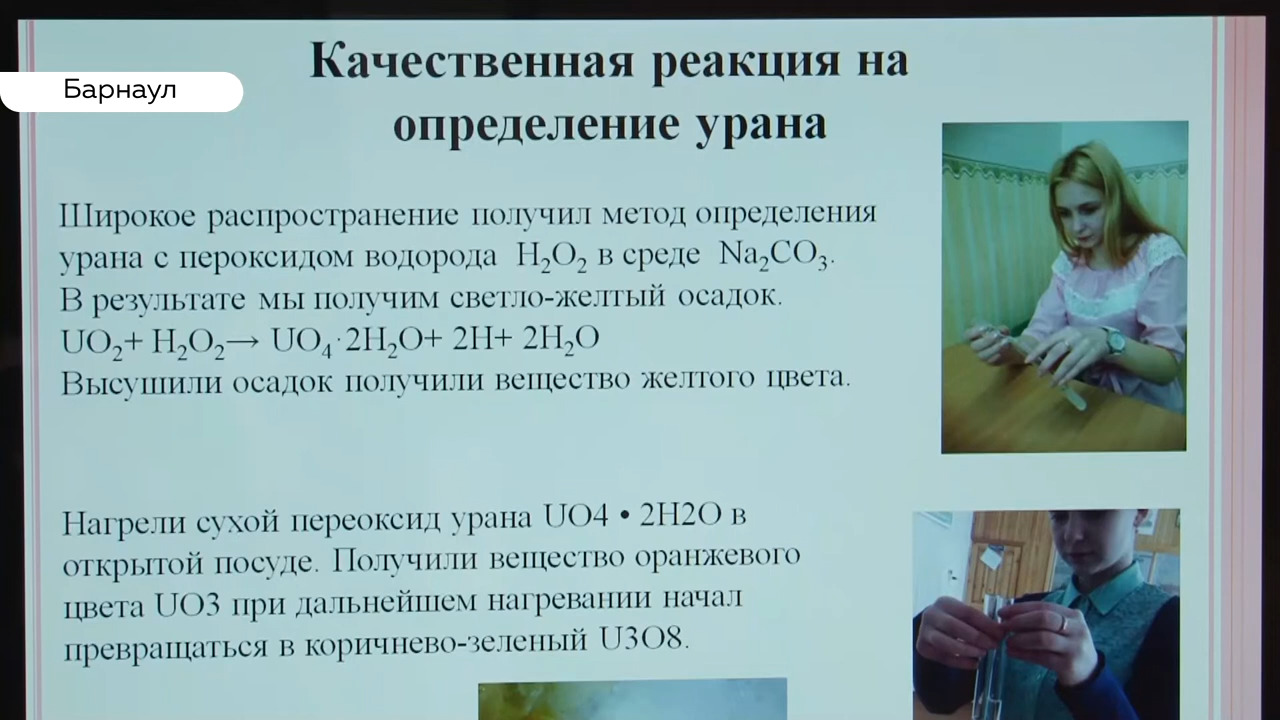 Качественная реакция на
определение урана
Барнаул
Широкое распространение получил метод определения
урана с пероксидом водорода H₂O₂ в среде Na₂CO₃.
В результате мы получим светло-желтый осадок.
UO₂+ H₂O₂→ UO₄·2H₂O+ 2H+ 2H₂O
Высушили осадок получили вещество желтого цвета.
Нагрели сухой переоксид урана UO4 • 2H2O в
открытой посуде. Получили вещество оранжевого
цвета UO3 при дальнейшем нагревании начал
превращаться в коричнево-зеленый U3O8.